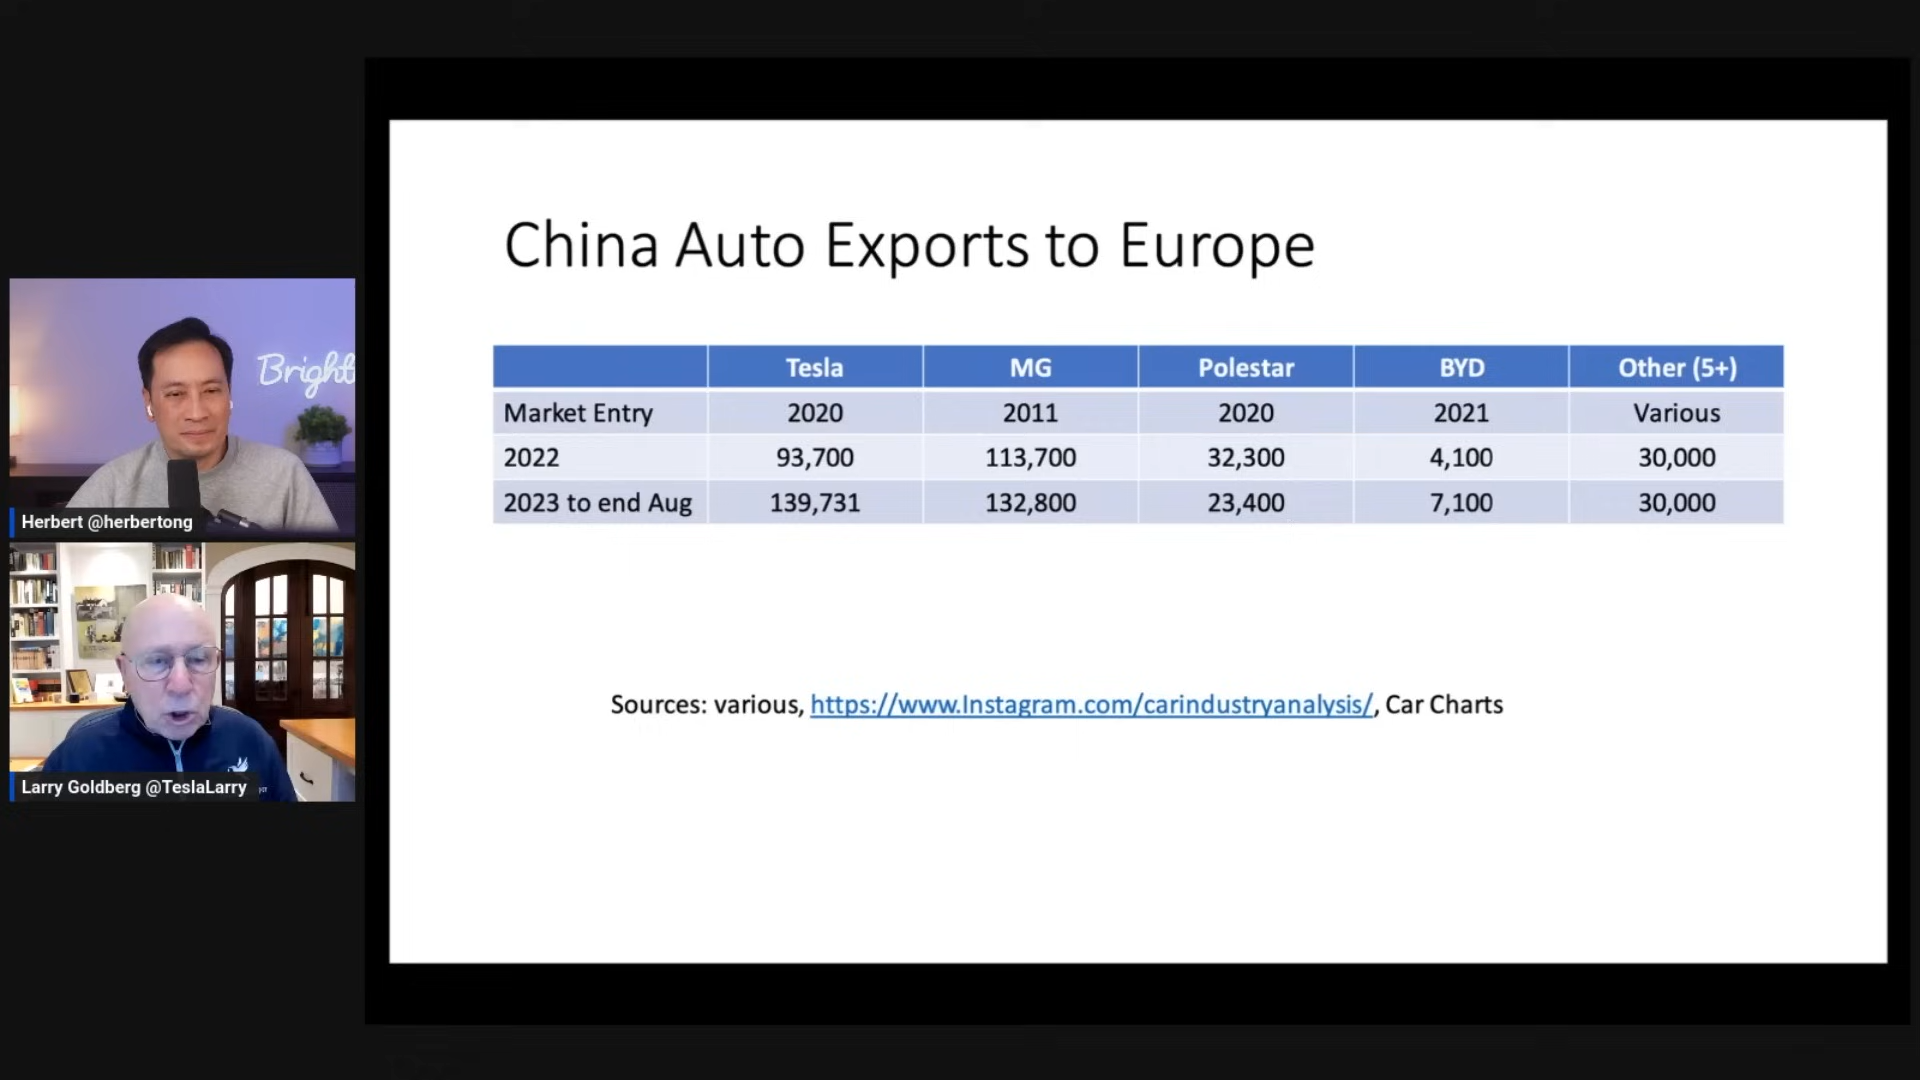 China Auto Exports to Europe
Tesla MG Polestar BYD Other (5+)
Market Entry 2020 2011 2020 2021 Various
2022 93,700 113,700 32,300 4,100 30,000
2023 to end Aug 139,731 132,800 23,400 7,100 30,000
Sources: various, https://www.Instagram.com/carindustryanalysis/, Car Charts
Bright
Herbert @herbertong
Larry Goldberg @TeslaLarry